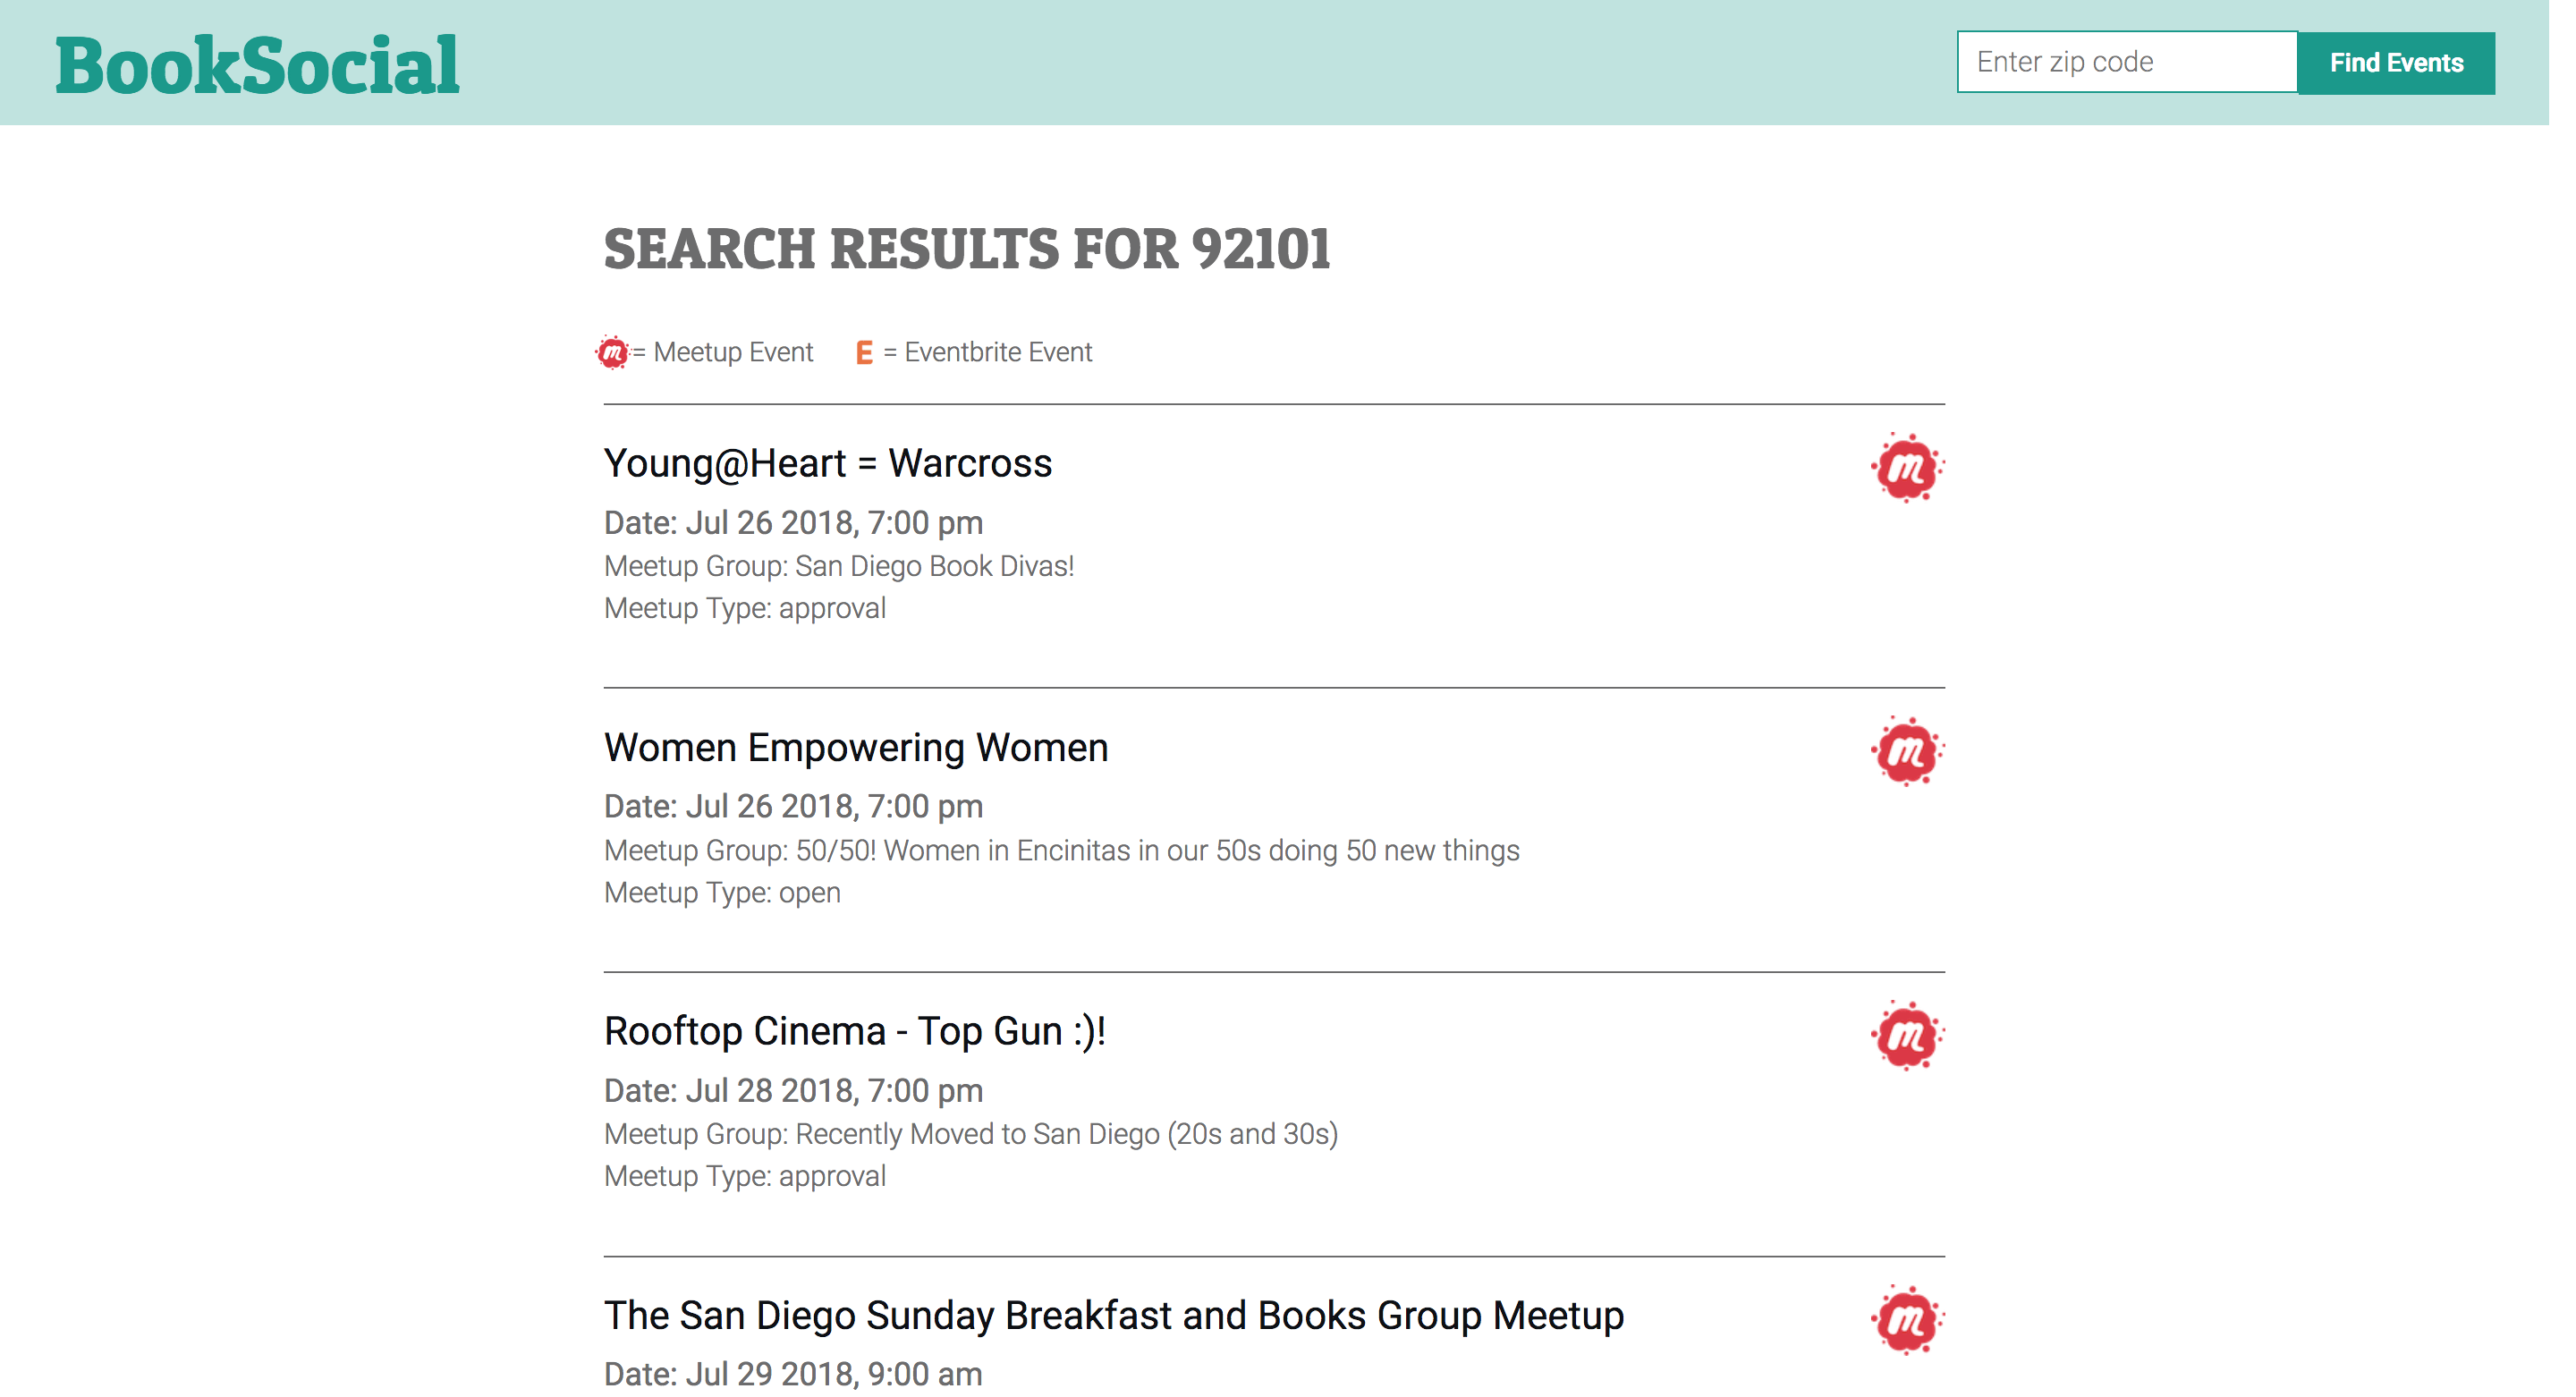 BookSocial
Enter zip code
Find Events
SEARCH RESULTS FOR 92101
m = Meetup Event E = Eventbrite Event
Young@Heart = Warcross
m
Date: Jul 26 2018, 7:00 pm
Meetup Group: San Diego Book Divas!
Meetup Type: approval
Women Empowering Women
m
Date: Jul 26 2018, 7:00 pm
Meetup Group: 50/50! Women in Encinitas in our 50s doing 50 new things
Meetup Type: open
Rooftop Cinema - Top Gun :)!
m
Date: Jul 28 2018, 7:00 pm
Meetup Group: Recently Moved to San Diego (20s and 30s)
Meetup Type: approval
The San Diego Sunday Breakfast and Books Group Meetup
m
Date: Jul 29 2018, 9:00 am